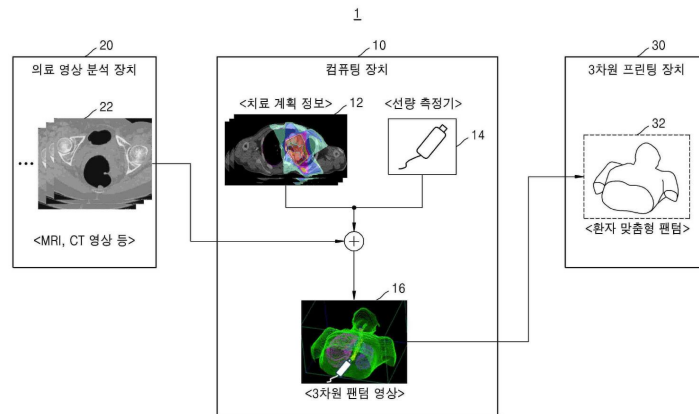 1
20
의료 영상 분석 장치
22
<MRI, CT 영상 등>
10
컴퓨팅 장치
<치료 계획 정보>
12
<선량 측정기>
14
16
<3차원 팬텀 영상>
30
3차원 프린팅 장치
32
<환자 맞춤형 팬텀>